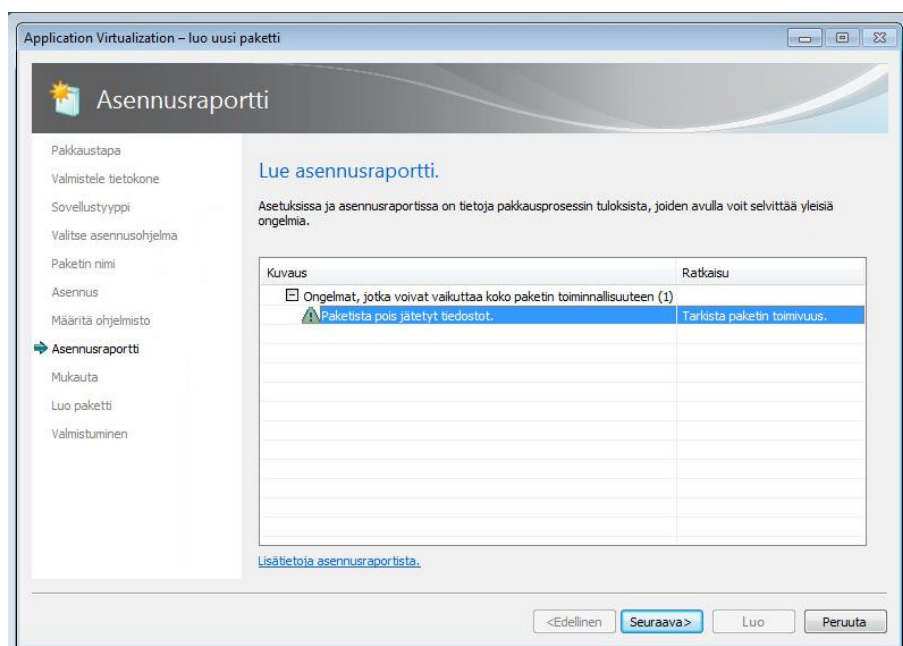 Application Virtualization – luo uusi paketti
Asennusraportti
Pakkaustapa
Valmistele tietokone
Sovellustyyppi
Valitse asennusohjelma
Paketin nimi
Asennus
Määritä ohjelmisto
Asennusraportti
Mukauta
Luo paketti
Valmistuminen
Lue asennusraportti.
Asetuksissa ja asennusraportissa on tietoja pakkausprosessin tuloksista, joiden avulla voit selvittää yleisiä
ongelmia.
Kuvaus Ratkaisu
Ongelmat, jotka voivat vaikuttaa koko paketin toiminnallisuuteen (1)
Paketista pois jätetyt tiedostot. Tarkista paketin toimivuus.
Lisätietoja asennusraportista.
<Edellinen Seuraava> Luo Peruuta